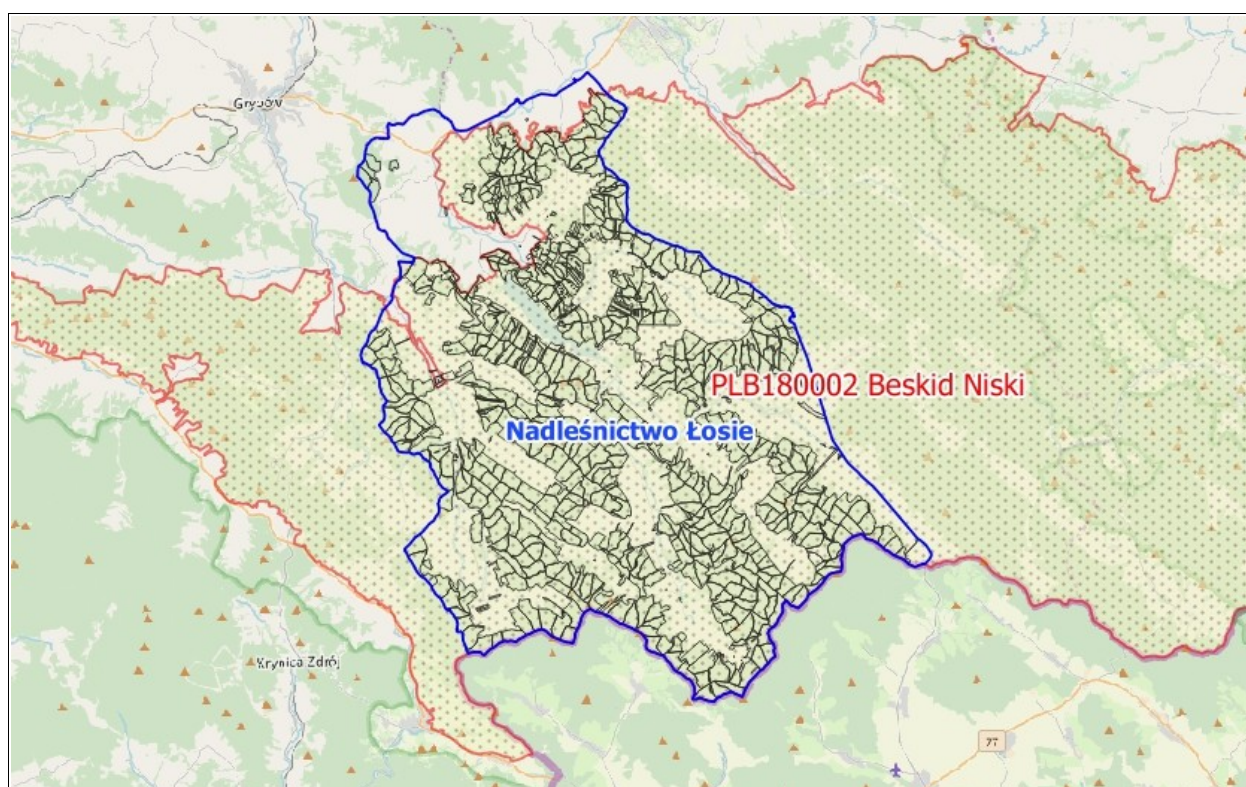 Grybów
PLB180002 Beskid Niski
Nadleśnictwo Łosie
Krynica Zdrój
77